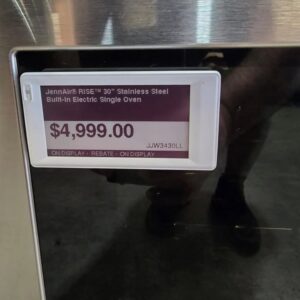 JennAir® RISE™ 30" Stainless Steel
Built-In Electric Single Oven
$4,999.00
JJW3430LL
ON DISPLAY - REBATE - ON DISPLAY